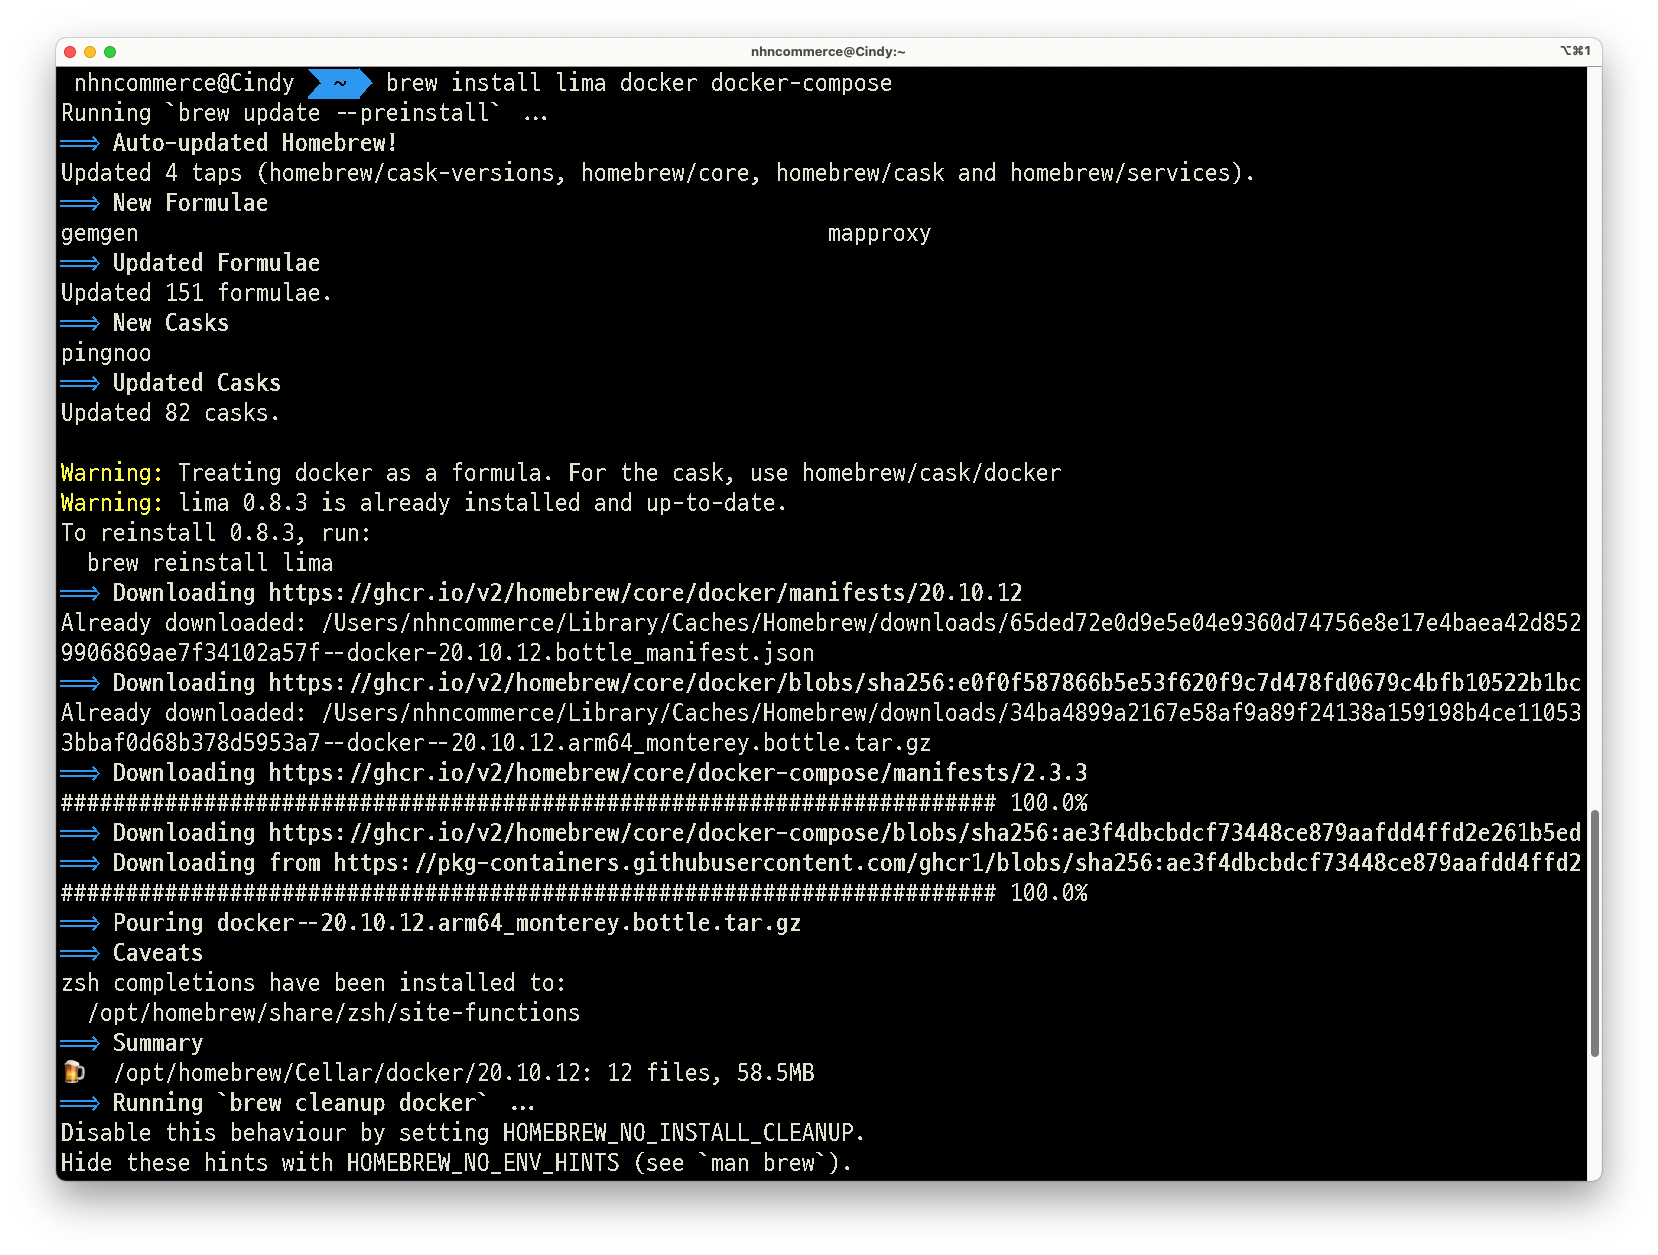 nhncommerce@Cindy:~
⌥⌘1
nhncommerce@Cindy ~ brew install lima docker docker-compose
Running `brew update --preinstall` ...
==> Auto-updated Homebrew!
Updated 4 taps (homebrew/cask-versions, homebrew/core, homebrew/cask and homebrew/services).
==> New Formulae
gemgen mapproxy
==> Updated Formulae
Updated 151 formulae.
==> New Casks
pingnoo
==> Updated Casks
Updated 82 casks.
Warning: Treating docker as a formula. For the cask, use homebrew/cask/docker
Warning: lima 0.8.3 is already installed and up-to-date.
To reinstall 0.8.3, run:
  brew reinstall lima
==> Downloading https://ghcr.io/v2/homebrew/core/docker/manifests/20.10.12
Already downloaded: /Users/nhncommerce/Library/Caches/Homebrew/downloads/65ded72e0d9e5e04e9360d74756e8e17e4baea42d852
9906869ae7f34102a57f--docker-20.10.12.bottle_manifest.json
==> Downloading https://ghcr.io/v2/homebrew/core/docker/blobs/sha256:e0f0f587866b5e53f620f9c7d478fd0679c4bfb10522b1bc
Already downloaded: /Users/nhncommerce/Library/Caches/Homebrew/downloads/34ba4899a2167e58af9a89f24138a159198b4ce11053
3bbaf0d68b378d5953a7--docker--20.10.12.arm64_monterey.bottle.tar.gz
==> Downloading https://ghcr.io/v2/homebrew/core/docker-compose/manifests/2.3.3
######################################################################## 100.0%
==> Downloading https://ghcr.io/v2/homebrew/core/docker-compose/blobs/sha256:ae3f4dbcbdcf73448ce879aafdd4ffd2e261b5ed
==> Downloading from https://pkg-containers.githubusercontent.com/ghcr1/blobs/sha256:ae3f4dbcbdcf73448ce879aafdd4ffd2
######################################################################## 100.0%
==> Pouring docker--20.10.12.arm64_monterey.bottle.tar.gz
==> Caveats
zsh completions have been installed to:
  /opt/homebrew/share/zsh/site-functions
==> Summary
🍺  /opt/homebrew/Cellar/docker/20.10.12: 12 files, 58.5MB
==> Running `brew cleanup docker` ...
Disable this behaviour by setting HOMEBREW_NO_INSTALL_CLEANUP.
Hide these hints with HOMEBREW_NO_ENV_HINTS (see `man brew`).